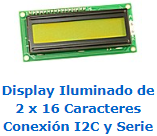 Display Iluminado de
2 x 16 Caracteres
Conexión I2C y Serie